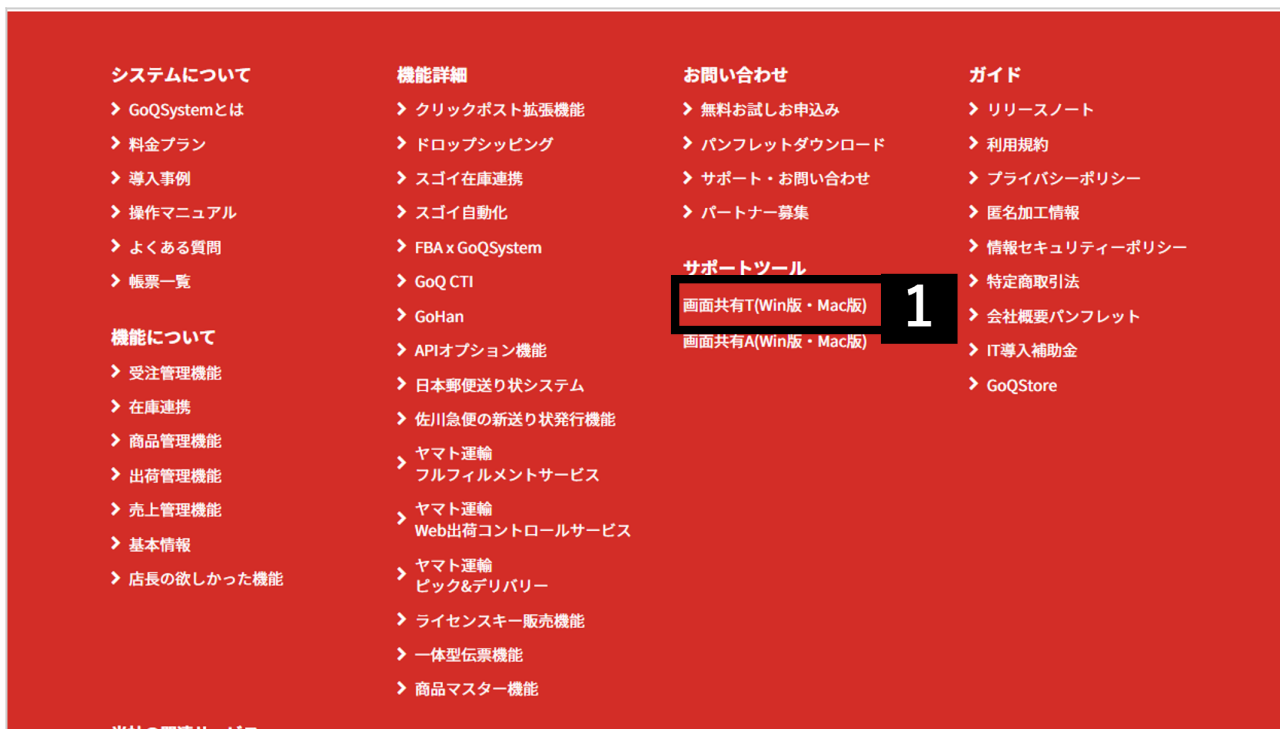 システムについて
GoQSystemとは
料金プラン
導入事例
操作マニュアル
よくある質問
帳票一覧
機能について
受注管理機能
在庫連携
商品管理機能
出荷管理機能
売上管理機能
基本情報
店長の欲しかった機能
機能詳細
クリックポスト拡張機能
ドロップシッピング
スゴイ在庫連携
スゴイ自動化
FBA x GoQSystem
GoQ CTI
GoHan
APIオプション機能
日本郵便送り状システム
佐川急便の新送り状発行機能
ヤマト運輸
フルフィルメントサービス
ヤマト運輸
Web出荷コントロールサービス
ヤマト運輸
ピック&デリバリー
ライセンスキー販売機能
一体型伝票機能
商品マスター機能
お問い合わせ
無料お試しお申込み
パンフレットダウンロード
サポート・お問い合わせ
パートナー募集
サポートツール
画面共有T(Win版・Mac版)
1
画面共有A(Win版・Mac版)
ガイド
リリースノート
利用規約
プライバシーポリシー
匿名加工情報
情報セキュリティーポリシー
特定商取引法
会社概要パンフレット
IT導入補助金
GoQStore